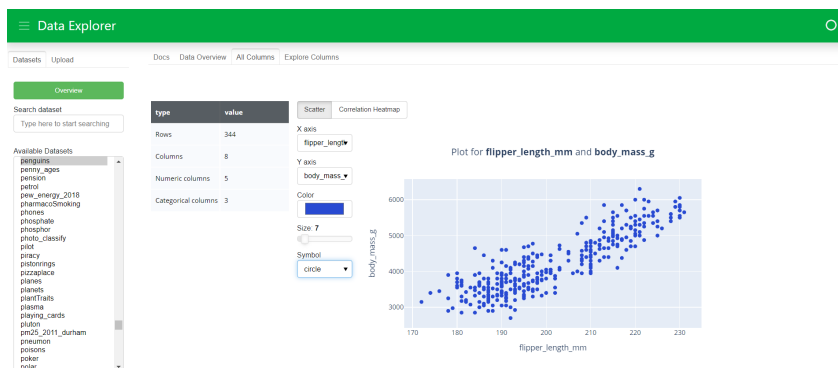 Data Explorer
Datasets Upload
Docs Data Overview All Columns Explore Columns
Overview
Search dataset
Type here to start searching
Available Datasets
penguins
penny_ages
pension
petrol
pew_energy_2018
pharmacoSmoking
phones
phosphate
phosphor
photo_classify
pilot
piracy
pistonrings
pizzaplace
planes
planets
plantTraits
plasma
playing_cards
pluton
pm25_2011_durham
pneumon
poisons
poker
polar
type value
Rows 344
Columns 8
Numeric columns 5
Categorical columns 3
Scatter Correlation Heatmap
X axis
flipper_lengt
Y axis
body_mass_
Color
Size: 7
Symbol
circle
Plot for flipper_length_mm and body_mass_g
body_mass_g
6000
5000
4000
3000
170 180 190 200 210 220 230
flipper_length_mm